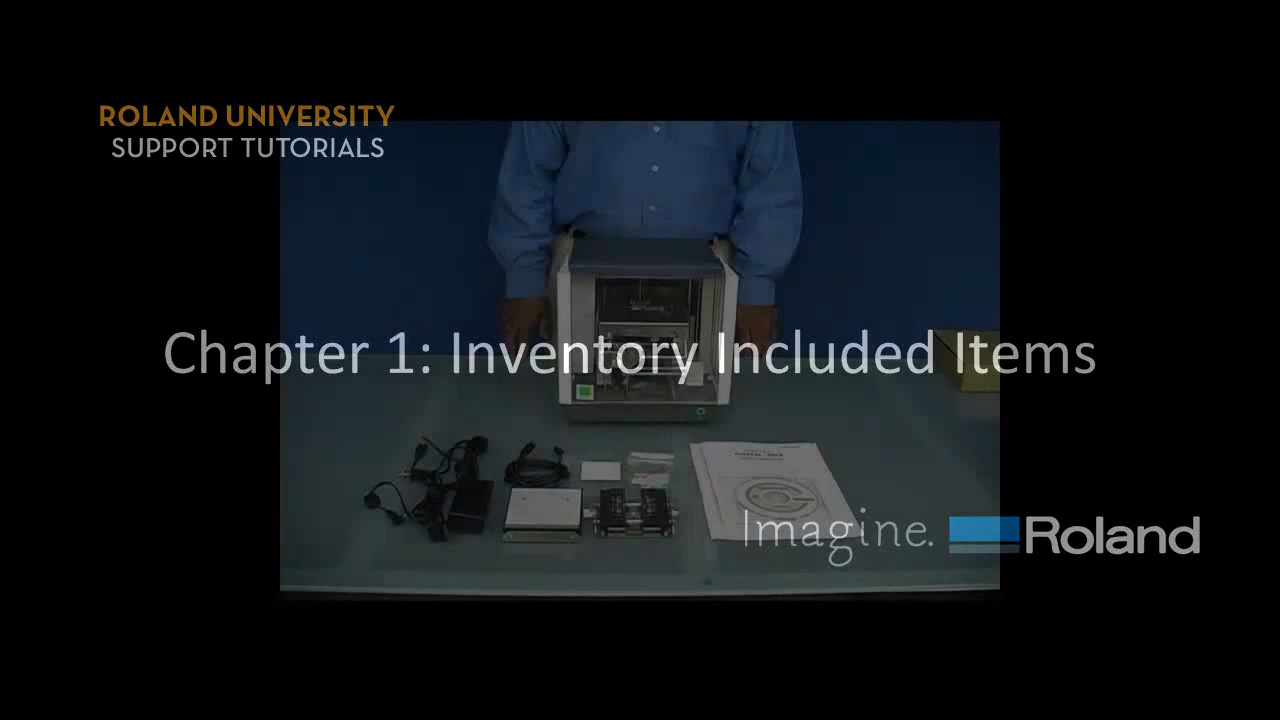 ROLAND UNIVERSITY
SUPPORT TUTORIALS
Chapter 1: Inventory Included Items
Imagine. Roland